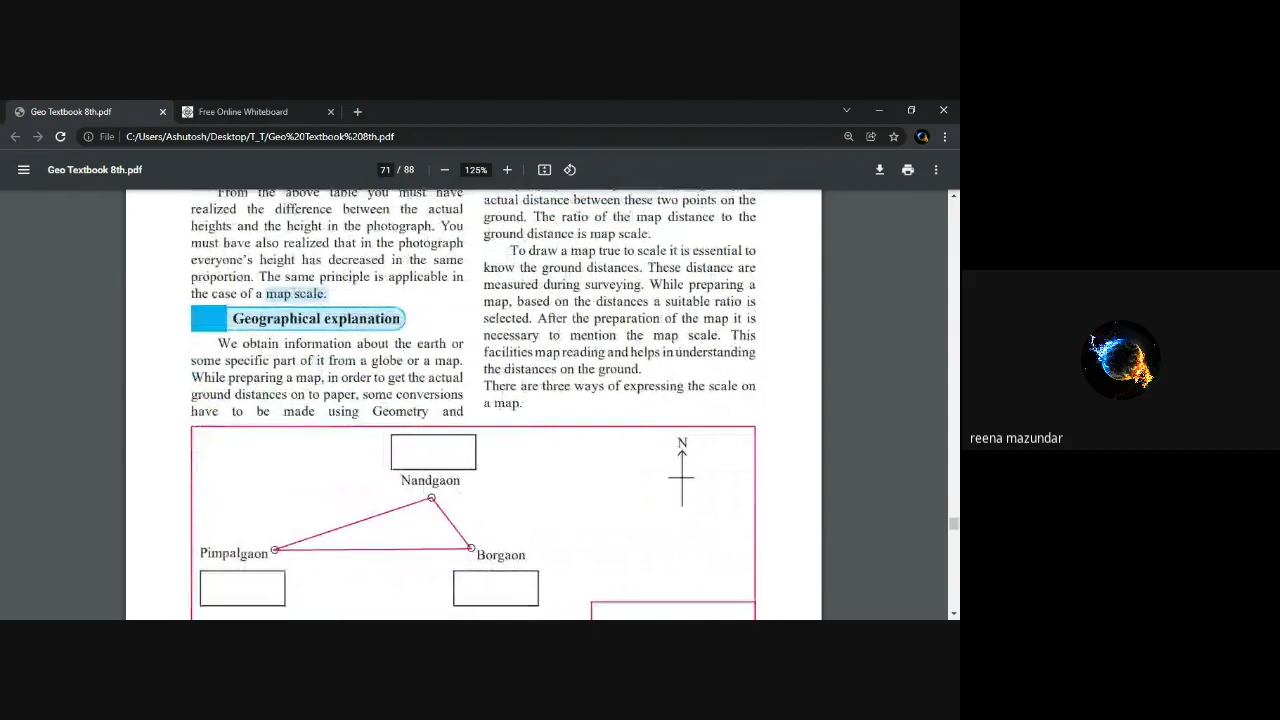 Geo Textbook 8th.pdf
Free Online Whiteboard
File
C:/Users/Ashutosh/Desktop/T_T/Geo%20Textbook%208th.pdf
Geo Textbook 8th.pdf
71 / 88
125%
From the above table you must have
realized the difference between the actual
heights and the height in the photograph. You
must have also realized that in the photograph
everyone's height has decreased in the same
proportion. The same principle is applicable in
the case of a map scale.
Geographical explanation
We obtain information about the earth or
some specific part of it from a globe or a map.
While preparing a map, in order to get the actual
ground distances on to paper, some conversions
have to be made using Geometry and
actual distance between these two points on the
ground. The ratio of the map distance to the
ground distance is map scale.
To draw a map true to scale it is essential to
know the ground distances. These distance are
measured during surveying. While preparing a
map, based on the distances a suitable ratio is
selected. After the preparation of the map it is
necessary to mention the map scale. This
facilities map reading and helps in understanding
the distances on the ground.
There are three ways of expressing the scale on
a map.
N
Nandgaon
Pimpalgaon
Borgaon
reena mazundar